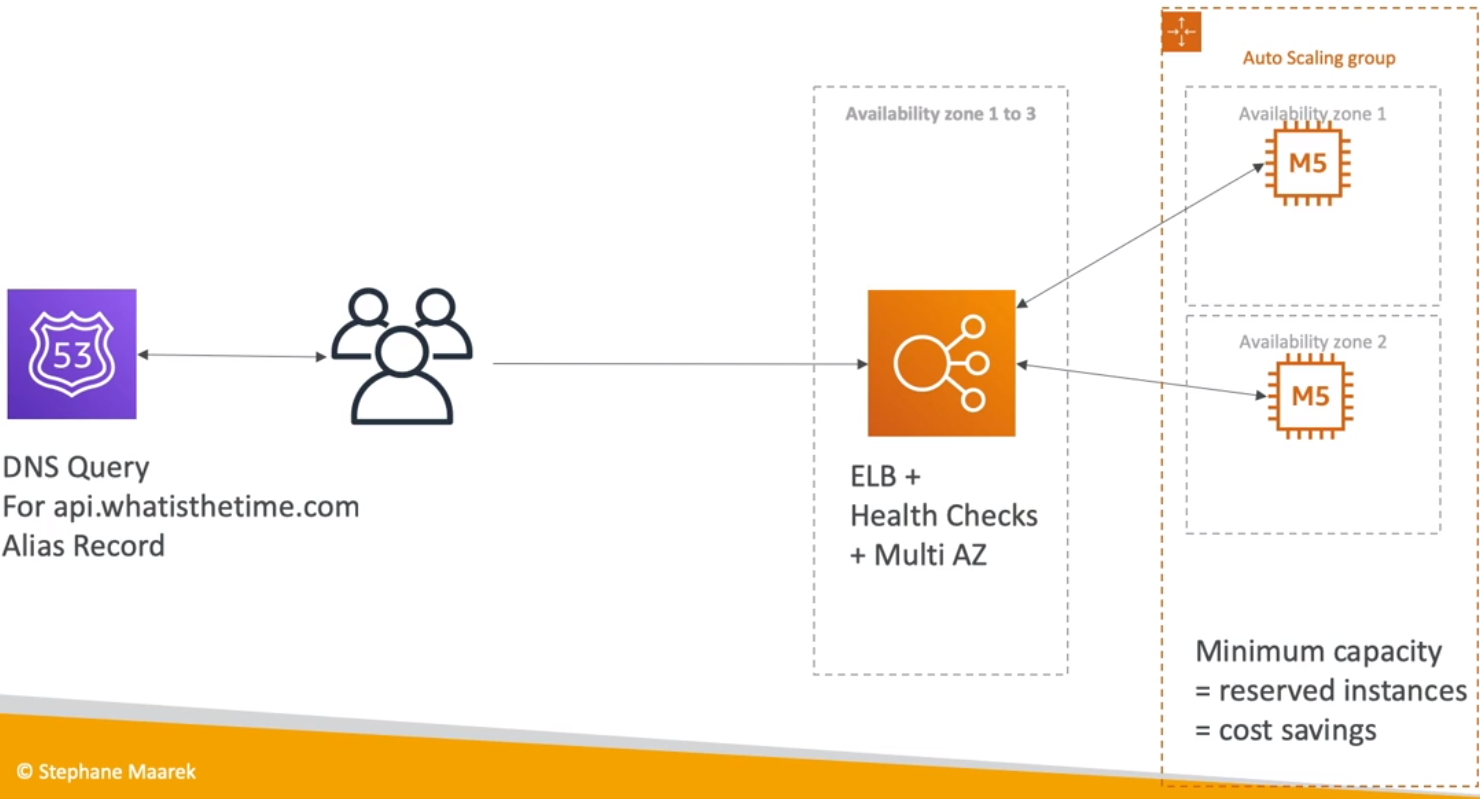 Auto Scaling group
Availability zone 1 to 3
Availability zone 1
M5
53
Availability zone 2
M5
DNS Query
For api.whatisthetime.com
Alias Record
ELB +
Health Checks
+ Multi AZ
Minimum capacity
= reserved instances
= cost savings
© Stephane Maarek